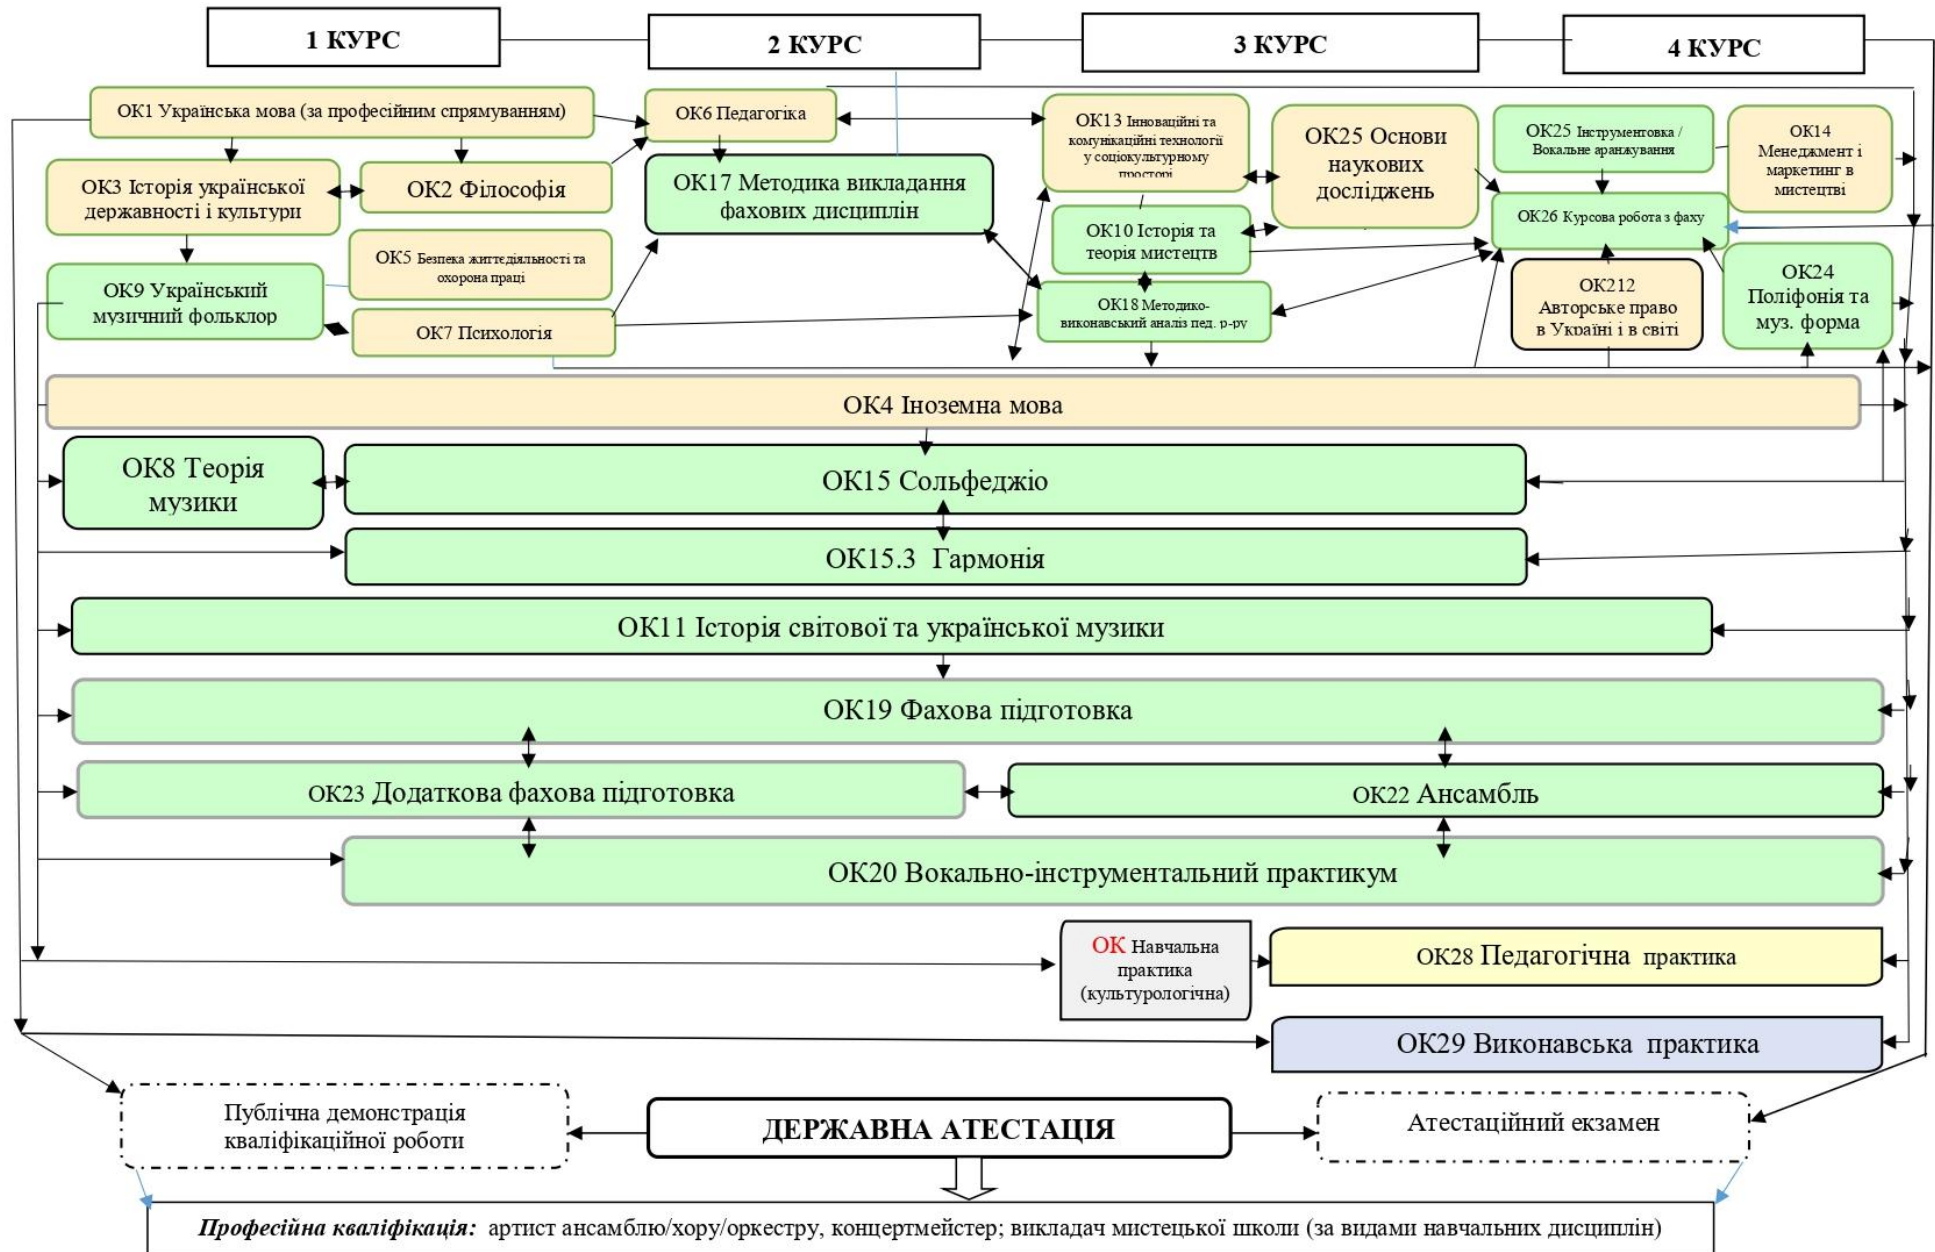 1 КУРС
2 КУРС
3 КУРС
4 КУРС
ОК1 Українська мова (за професійним спрямуванням)
ОК3 Історія української
державності і культури
ОК2 Філософія
ОК5 Безпека життєдіяльності та
охорона праці
ОК9 Український
музичний фольклор
ОК7 Психологія
ОК6 Педагогіка
ОК17 Методика викладання
фахових дисциплін
ОК13 Інноваційні та
комунікаційні технології
у соціокультурному
просторі
ОК10 Історія та
теорія мистецтв
ОК18 Методико-
виконавський аналіз пед. р-ру
ОК25 Основи
наукових
досліджень
ОК25 Інструментовка /
Вокальне аранжування
ОК14
Менеджмент і
маркетинг в
мистецтві
ОК26 Курсова робота з фаху
ОК212
Авторське право
в Україні і в світі
ОК24
Поліфонія та
муз. форма
ОК4 Іноземна мова
ОК8 Теорія
музики
ОК15 Сольфеджіо
ОК15.3 Гармонія
ОК11 Історія світової та української музики
ОК19 Фахова підготовка
ОК23 Додаткова фахова підготовка
ОК22 Ансамбль
ОК20 Вокально-інструментальний практикум
ОК Навчальна
практика
(культурологічна)
ОК28 Педагогічна практика
ОК29 Виконавська практика
Публічна демонстрація
кваліфікаційної роботи
ДЕРЖАВНА АТЕСТАЦІЯ
Атестаційний екзамен
Професійна кваліфікація: артист ансамблю/хору/оркестру, концертмейстер; викладач мистецької школи (за видами навчальних дисциплін)